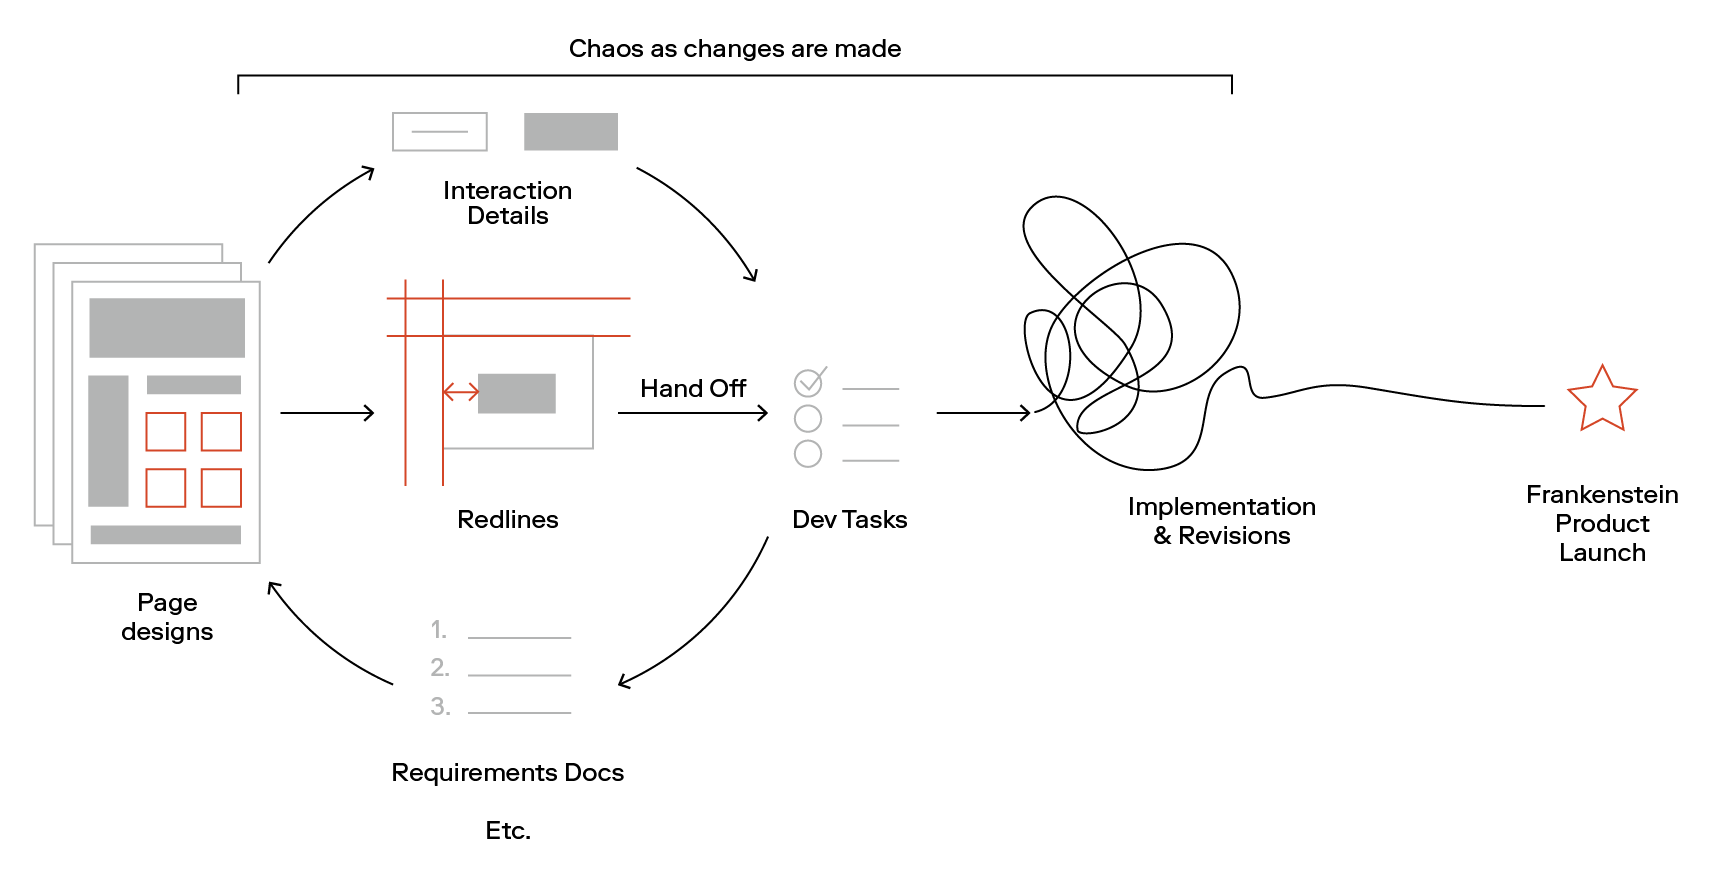 Chaos as changes are made
Interaction
Details
Hand Off
Redlines
Dev Tasks
Implementation
& Revisions
Frankenstein
Product
Launch
Page
designs
1.
2.
3.
Requirements Docs
Etc.